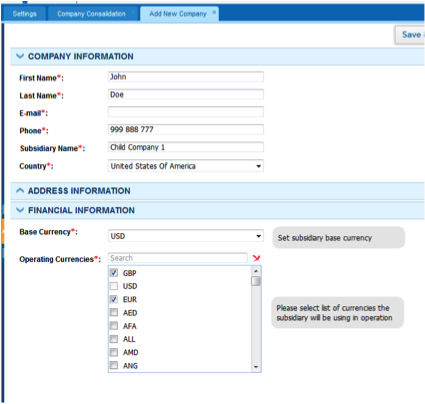 Settings Company Consalidation Add New Company
Save
COMPANY INFORMATION
First Name*: John
Last Name*: Doe
E-mail*:
Phone*: 999 888 777
Subsidiary Name*: Child Company 1
Country*: United States Of America
ADDRESS INFORMATION
FINANCIAL INFORMATION
Base Currency*: USD Set subsidiary base currency
Operating Currencies*: Search
GBP
USD
EUR
AED
AFA
ALL
AMD
ANG
Please select list of currencies the
subsidiary will be using in operation